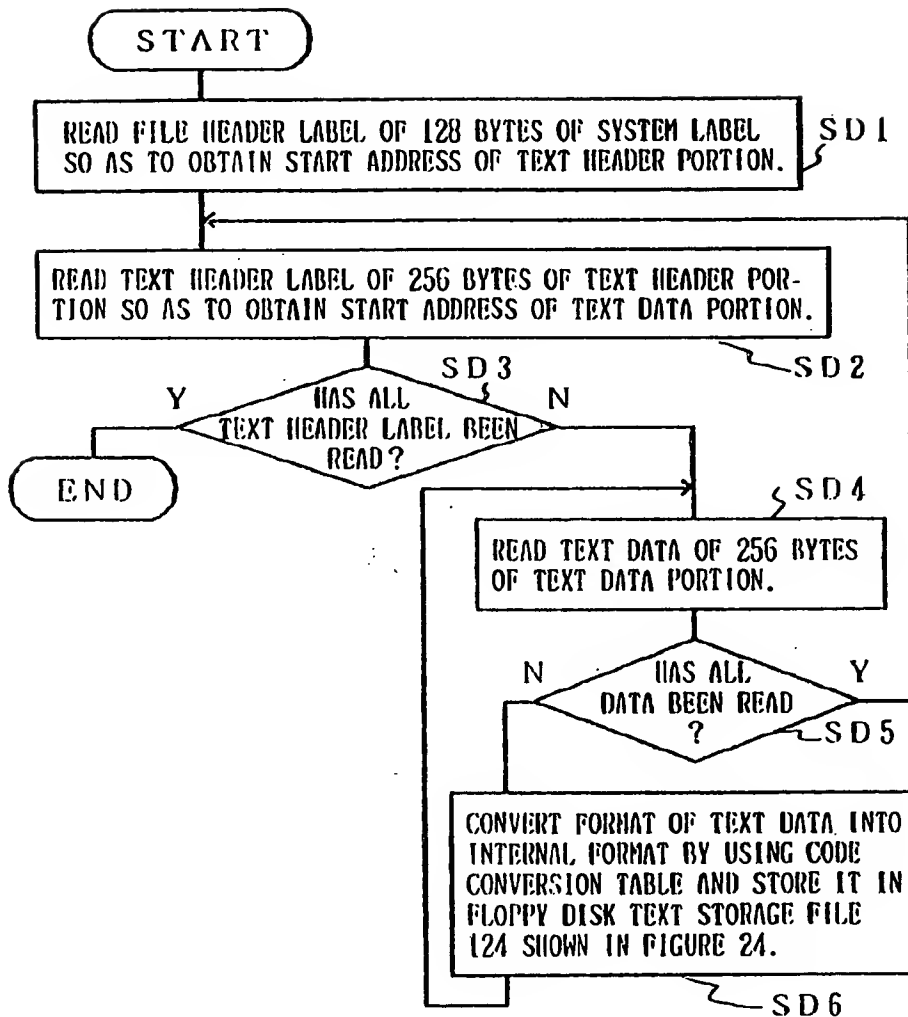 START
READ FILE HEADER LABEL OF 128 BYTES OF SYSTEM LABEL
SO AS TO OBTAIN START ADDRESS OF TEXT HEADER PORTION.
SD1
READ TEXT HEADER LABEL OF 256 BYTES OF TEXT HEADER POR-
TION SO AS TO OBTAIN START ADDRESS OF TEXT DATA PORTION.
SD2
SD3
Y
HAS ALL
TEXT HEADER LABEL BEEN
READ?
N
END
SD4
READ TEXT DATA OF 256 BYTES
OF TEXT DATA PORTION.
N
HAS ALL
DATA BEEN READ
?
Y
SD5
CONVERT FORMAT OF TEXT DATA INTO
INTERNAL FORMAT BY USING CODE
CONVERSION TABLE AND STORE IT IN
FLOPPY DISK TEXT STORAGE FILE
124 SHOWN IN FIGURE 24.
SD6